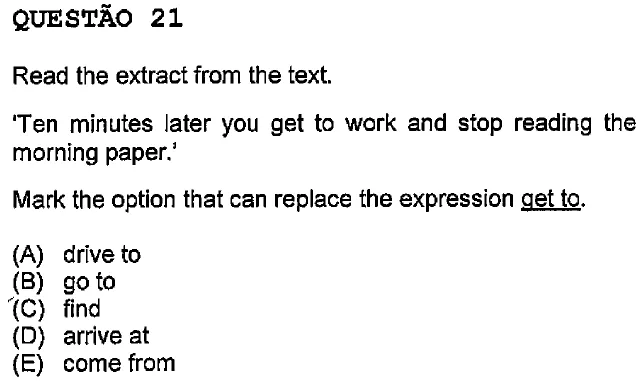 QUESTÃO 21
Read the extract from the text.
'Ten minutes later you get to work and stop reading the
morning paper.'
Mark the option that can replace the expression get to.
(A) drive to
(B) go to
(C) find
(D) arrive at
(E) come from